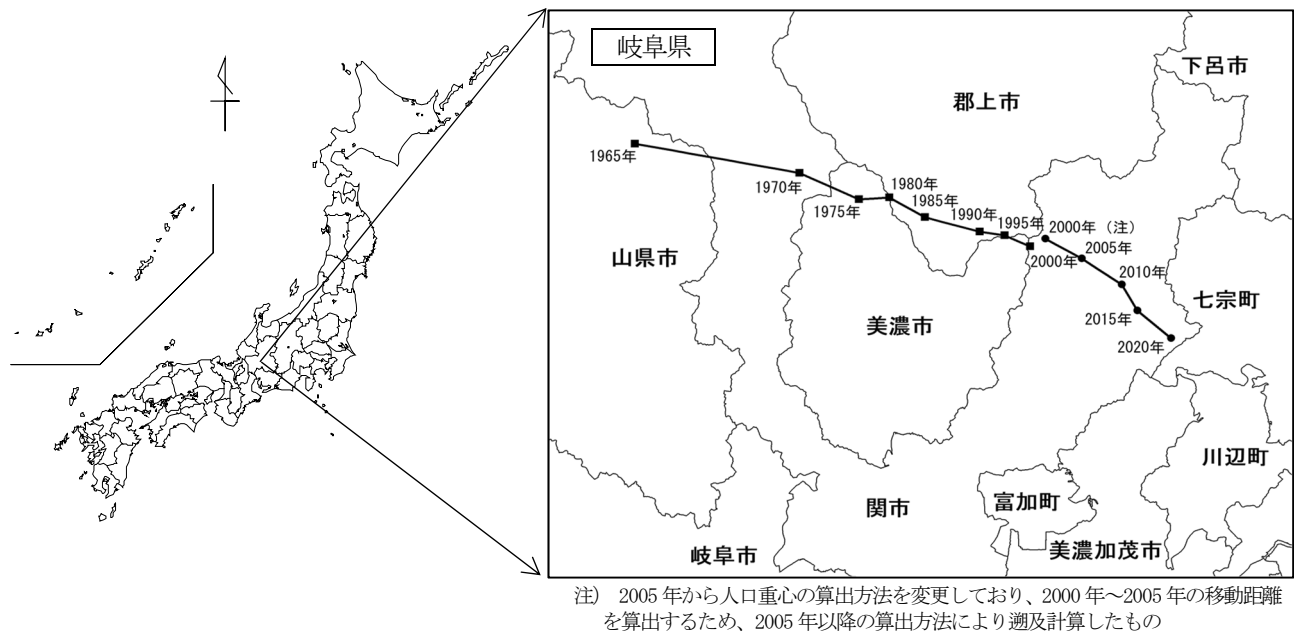 岐阜県
下呂市
郡上市
1965年
1970年
1975年
1980年
1985年
1990年
1995年
2000年
2000年（注）
2005年
2010年
2015年
2020年
山県市
美濃市
七宗町
川辺町
富加町
関市
美濃加茂市
岐阜市
注)　2005年から人口重心の算出方法を変更しており、2000年～2005年の移動距離
を算出するため、2005年以降の算出方法により遡及計算したもの